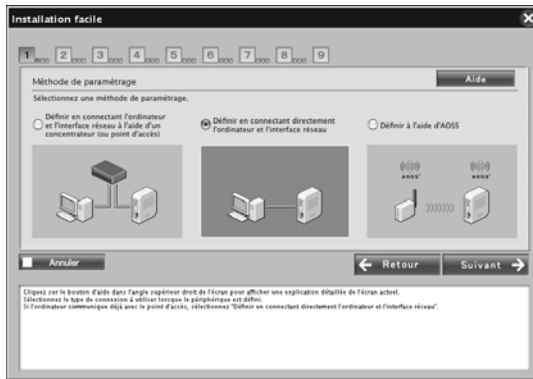 Installation facile
1 2 3 4 5 6 7 8 9
Méthode de paramétrage
Aide
Sélectionnez une méthode de paramétrage.
Définir en connectant l'ordinateur
et l'interface réseau à l'aide d'un
concentrateur (ou point d'accès)
Définir en connectant directement
l'ordinateur et l'interface réseau
Définir à l'aide d'AOSS
AOSS
AOSS
Annuler
Retour
Suivant
Cliquez sur le bouton d'aide dans l'angle supérieur droit de l'écran pour afficher une explication détaillée de l'écran actuel.
Sélectionnez le type de connexion à utiliser lorsque le périphérique est défini.
Si l'ordinateur communique déjà avec le point d'accès, sélectionnez "Définir en connectant directement l'ordinateur et l'interface réseau".